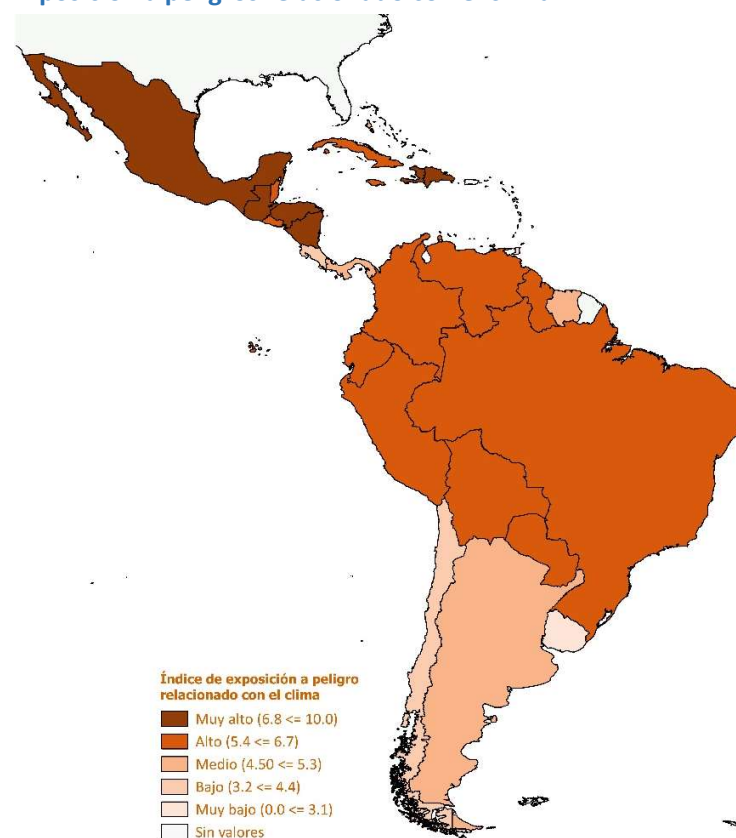 Índice de exposición a peligro
relacionado con el clima
Muy alto (6.8 <= 10.0)
Alto (5.4 <= 6.7)
Medio (4.50 <= 5.3)
Bajo (3.2 <= 4.4)
Muy bajo (0.0 <= 3.1)
Sin valores